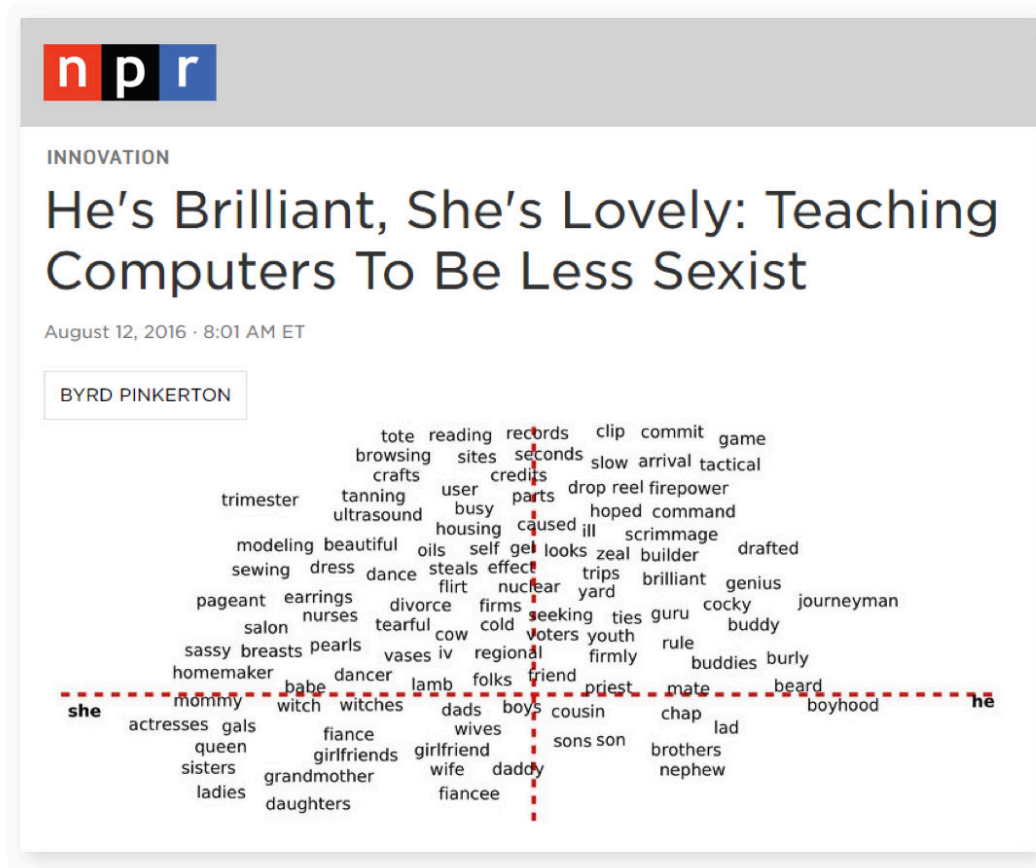 npr
INNOVATION
He's Brilliant, She's Lovely: Teaching
Computers To Be Less Sexist
August 12, 2016 · 8:01 AM ET
BYRD PINKERTON
tote reading records clip commit game
browsing sites seconds slow arrival tactical
crafts credits drop reel firepower
trimester tanning user parts
ultrasound busy hoped command
housing caused ill scrimmage
modeling beautiful oils self gel looks zeal builder drafted
sewing dress dance steals effect trips brilliant genius
flirt nuclear yard
pageant earrings divorce firms seeking ties guru cocky journeyman
salon nurses tearful cow cold voters youth rule buddy
sassy breasts pearls vases iv regional firmly buddies burly
homemaker babe dancer lamb folks friend priest mate beard
she mommy witch witches dads boys cousin chap boyhood he
actresses gals fiance wives sons son lad
queen girlfriends girlfriend brothers
sisters grandmother wife daddy nephew
ladies daughters fiancee